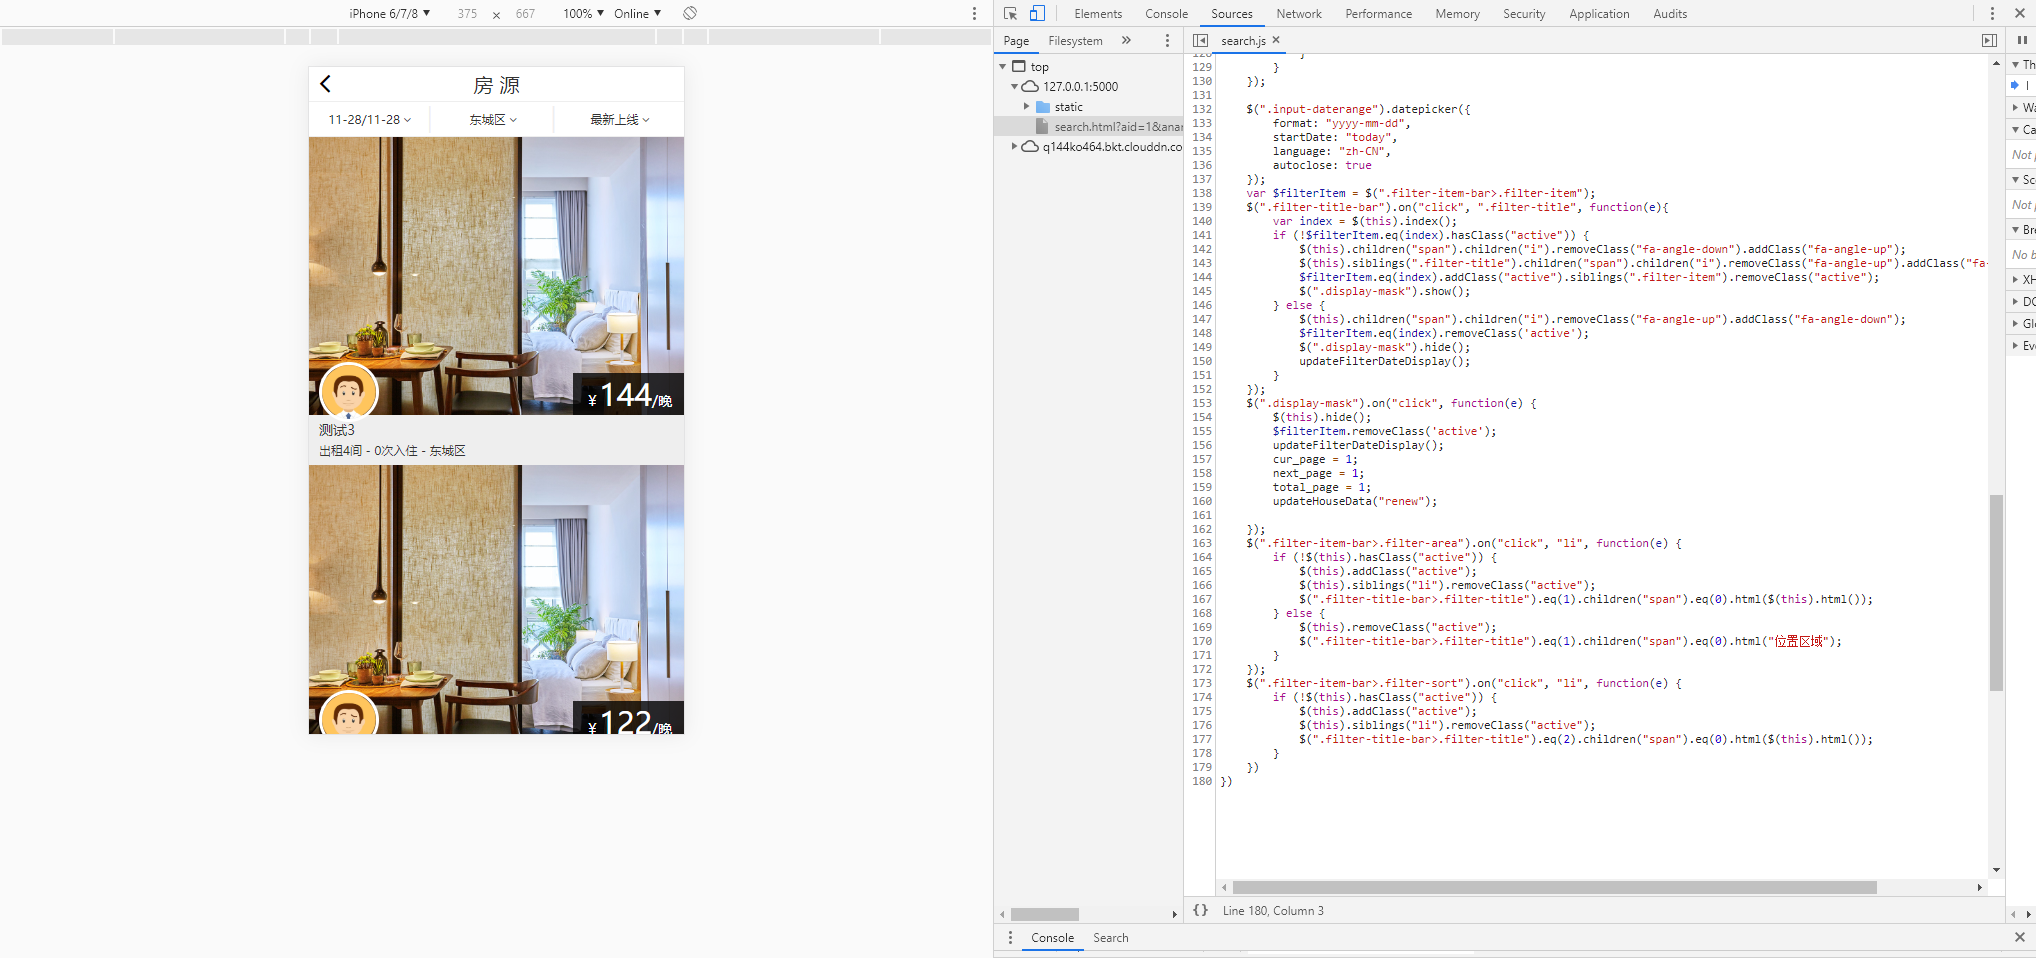 iPhone 6/7/8 ▼ 375 × 667 100% ▼ Online ▼
房 源
11-28/11-28
东城区
最新上线
¥144/晚
测试3
出租4间 - 0次入住 - 东城区
¥122/晚
Elements Console Sources Network Performance Memory Security Application Audits
Page Filesystem »
top
127.0.0.1:5000
static
search.html?aid=1&anar
q144ko464.bkt.clouddn.co
search.js ×
128 }
129 }
130 });
131
132 $(".input-daterange").datepicker({
133 format: "yyyy-mm-dd",
134 startDate: "today",
135 language: "zh-CN",
136 autoclose: true
137 });
138 var $filterItem = $(".filter-item-bar>.filter-item");
139 $(".filter-title-bar").on("click", ".filter-title", function(e){
140 var index = $(this).index();
141 if (!$filterItem.eq(index).hasClass("active")) {
142 $(this).children("span").children("i").removeClass("fa-angle-down").addClass("fa-angle-up");
143 $(this).siblings(".filter-title").children("span").children("i").removeClass("fa-angle-up").addClass("fa-
144 $filterItem.eq(index).addClass("active").siblings(".filter-item").removeClass("active");
145 $(".display-mask").show();
146 } else {
147 $(this).children("span").children("i").removeClass("fa-angle-up").addClass("fa-angle-down");
148 $filterItem.eq(index).removeClass('active');
149 $(".display-mask").hide();
150 updateFilterDateDisplay();
151 }
152 });
153 $(".display-mask").on("click", function(e) {
154 $(this).hide();
155 $filterItem.removeClass('active');
156 updateFilterDateDisplay();
157 cur_page = 1;
158 next_page = 1;
159 total_page = 1;
160 updateHouseData("renew");
161
162 });
163 $(".filter-item-bar>.filter-area").on("click", "li", function(e) {
164 if (!$(this).hasClass("active")) {
165 $(this).addClass("active");
166 $(this).siblings("li").removeClass("active");
167 $(".filter-title-bar>.filter-title").eq(1).children("span").eq(0).html($(this).html());
168 } else {
169 $(this).removeClass("active");
170 $(".filter-title-bar>.filter-title").eq(1).children("span").eq(0).html("位置区域");
171 }
172 });
173 $(".filter-item-bar>.filter-sort").on("click", "li", function(e) {
174 if (!$(this).hasClass("active")) {
175 $(this).addClass("active");
176 $(this).siblings("li").removeClass("active");
177 $(".filter-title-bar>.filter-title").eq(2).children("span").eq(0).html($(this).html());
178 }
179 })
180 })
{} Line 180, Column 3
Th
Wa
Ca
Not p
Sc
Not p
Bre
No b
XH
DO
Glo
Eve
Console Search